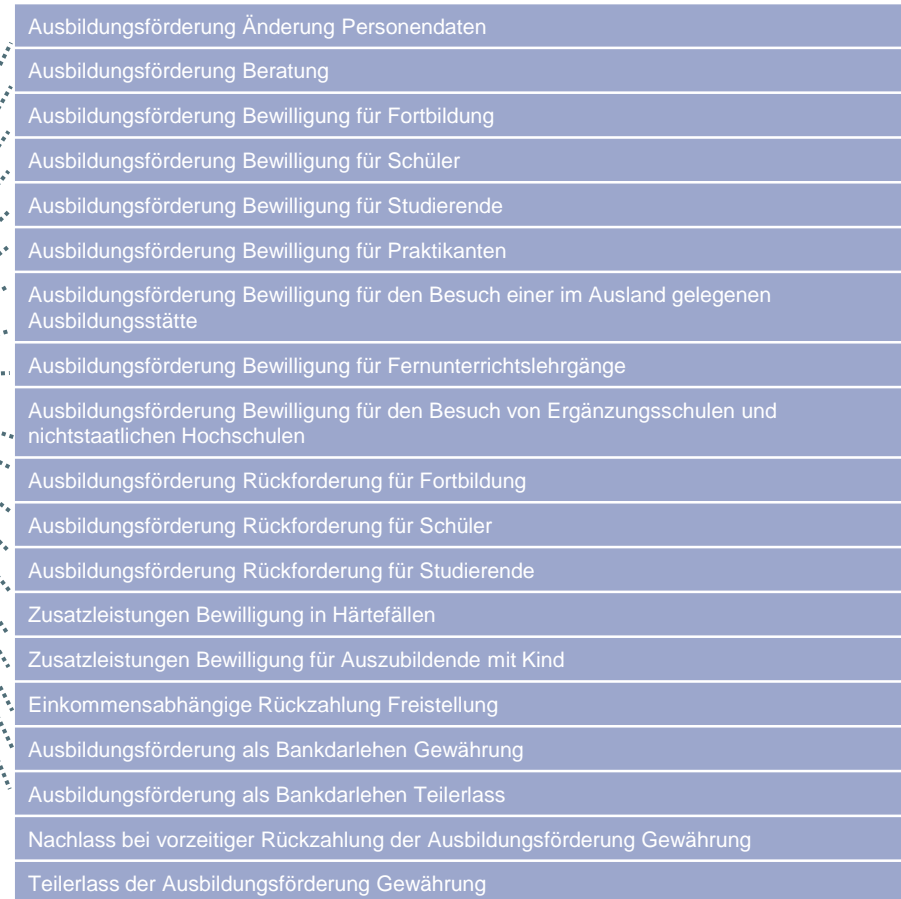 Ausbildungsförderung Änderung Personendaten
Ausbildungsförderung Beratung
Ausbildungsförderung Bewilligung für Fortbildung
Ausbildungsförderung Bewilligung für Schüler
Ausbildungsförderung Bewilligung für Studierende
Ausbildungsförderung Bewilligung für Praktikanten
Ausbildungsförderung Bewilligung für den Besuch einer im Ausland gelegenen
Ausbildungsstätte
Ausbildungsförderung Bewilligung für Fernunterrichtslehrgänge
Ausbildungsförderung Bewilligung für den Besuch von Ergänzungsschulen und
nichtstaatlichen Hochschulen
Ausbildungsförderung Rückforderung für Fortbildung
Ausbildungsförderung Rückforderung für Schüler
Ausbildungsförderung Rückforderung für Studierende
Zusatzleistungen Bewilligung in Härtefällen
Zusatzleistungen Bewilligung für Auszubildende mit Kind
Einkommensabhängige Rückzahlung Freistellung
Ausbildungsförderung als Bankdarlehen Gewährung
Ausbildungsförderung als Bankdarlehen Teilerlass
Nachlass bei vorzeitiger Rückzahlung der Ausbildungsförderung Gewährung
Teilerlass der Ausbildungsförderung Gewährung